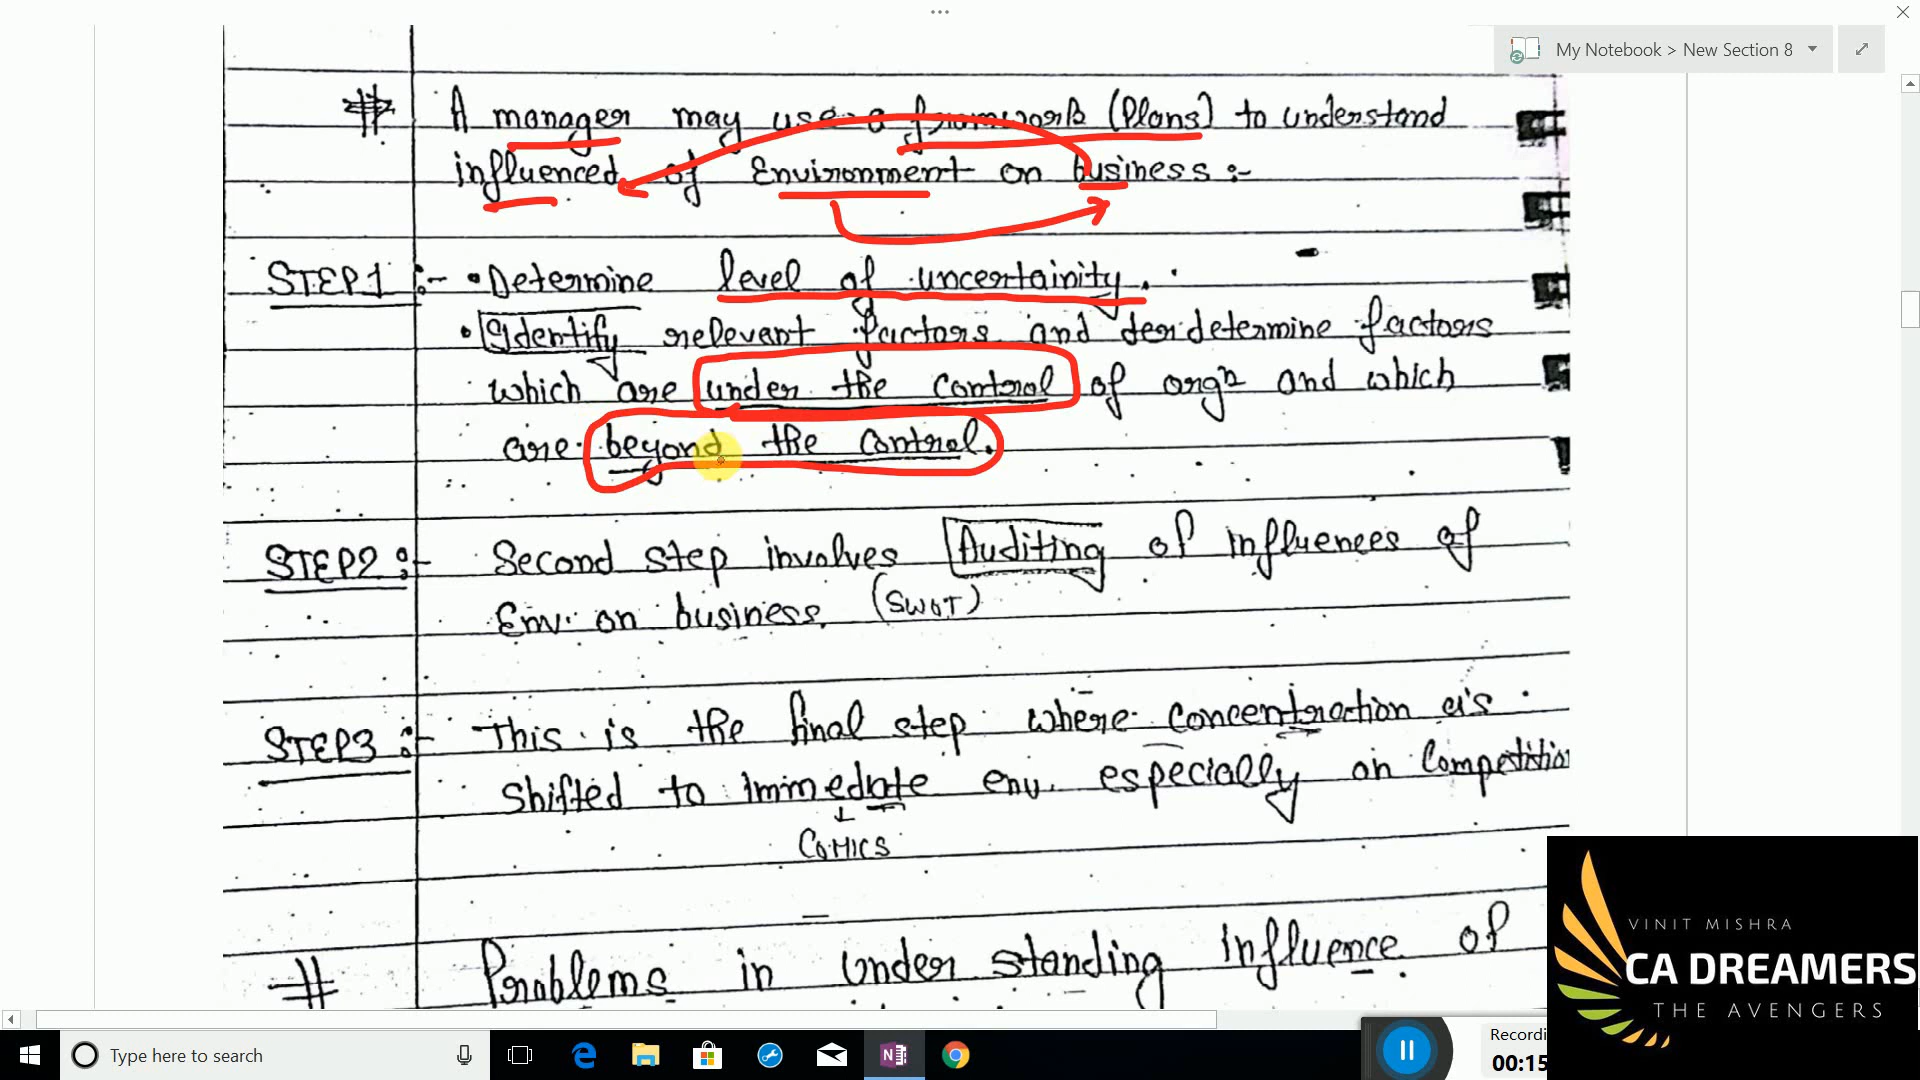 My Notebook > New Section 8
# A manager may use a framework (Plans) to understand
influenced of Environment on business :-
STEP1 :- • Determine level of uncertainity.
• Identify relevant factors and determine factors
which are under the control of orgⁿ and which
are beyond the control.
STEP2 :- Second step involves Auditing of influences of
Env. on business. (SWOT)
STEP3 :- This is the final step where concentration is
shifted to immediate env. especially on Competitio
COMICS
# Problems in understanding influence of
VINIT MISHRA
CA DREAMERS
THE AVENGERS
Type here to search
Recordi
00:15